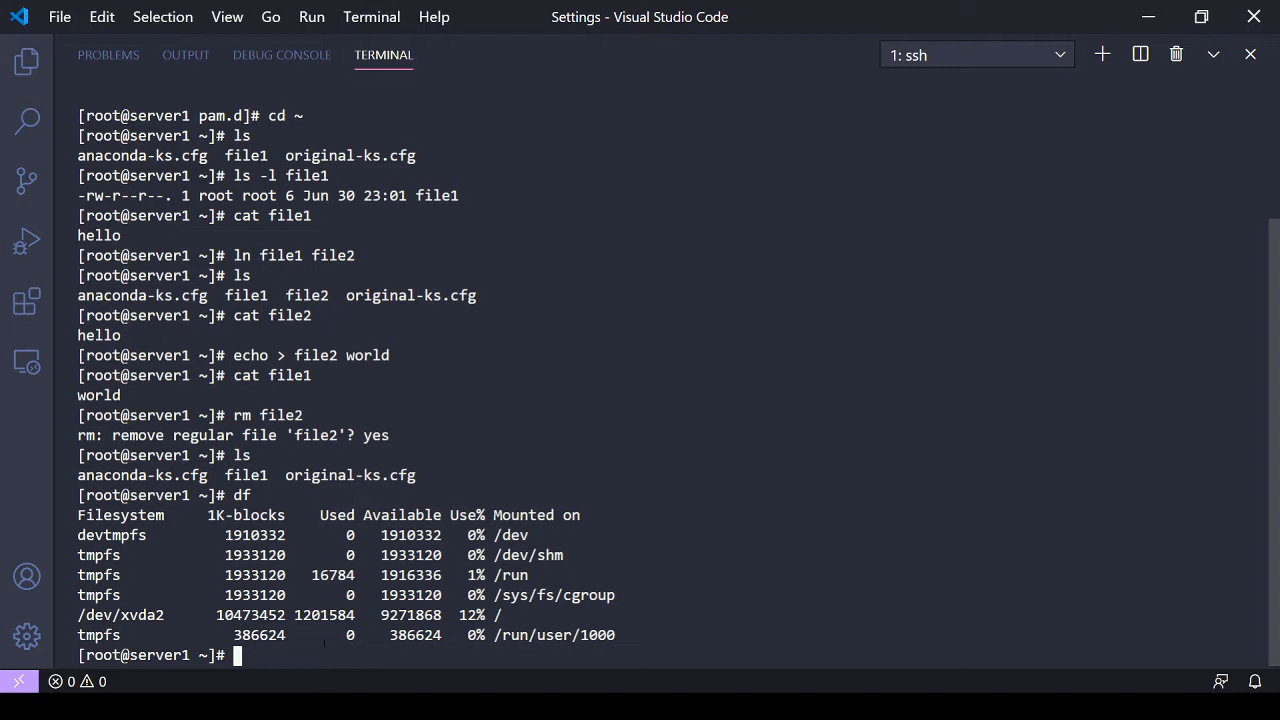 File Edit Selection View Go Run Terminal Help Settings - Visual Studio Code
PROBLEMS OUTPUT DEBUG CONSOLE TERMINAL 1: ssh
[root@server1 pam.d]# cd ~
[root@server1 ~]# ls
anaconda-ks.cfg file1 original-ks.cfg
[root@server1 ~]# ls -l file1
-rw-r--r--. 1 root root 6 Jun 30 23:01 file1
[root@server1 ~]# cat file1
hello
[root@server1 ~]# ln file1 file2
[root@server1 ~]# ls
anaconda-ks.cfg file1 file2 original-ks.cfg
[root@server1 ~]# cat file2
hello
[root@server1 ~]# echo > file2 world
[root@server1 ~]# cat file1
world
[root@server1 ~]# rm file2
rm: remove regular file 'file2'? yes
[root@server1 ~]# ls
anaconda-ks.cfg file1 original-ks.cfg
[root@server1 ~]# df
Filesystem 1K-blocks Used Available Use% Mounted on
devtmpfs 1910332 0 1910332 0% /dev
tmpfs 1933120 0 1933120 0% /dev/shm
tmpfs 1933120 16784 1916336 1% /run
tmpfs 1933120 0 1933120 0% /sys/fs/cgroup
/dev/xvda2 10473452 1201584 9271868 12% /
tmpfs 386624 0 386624 0% /run/user/1000
[root@server1 ~]#
0 0